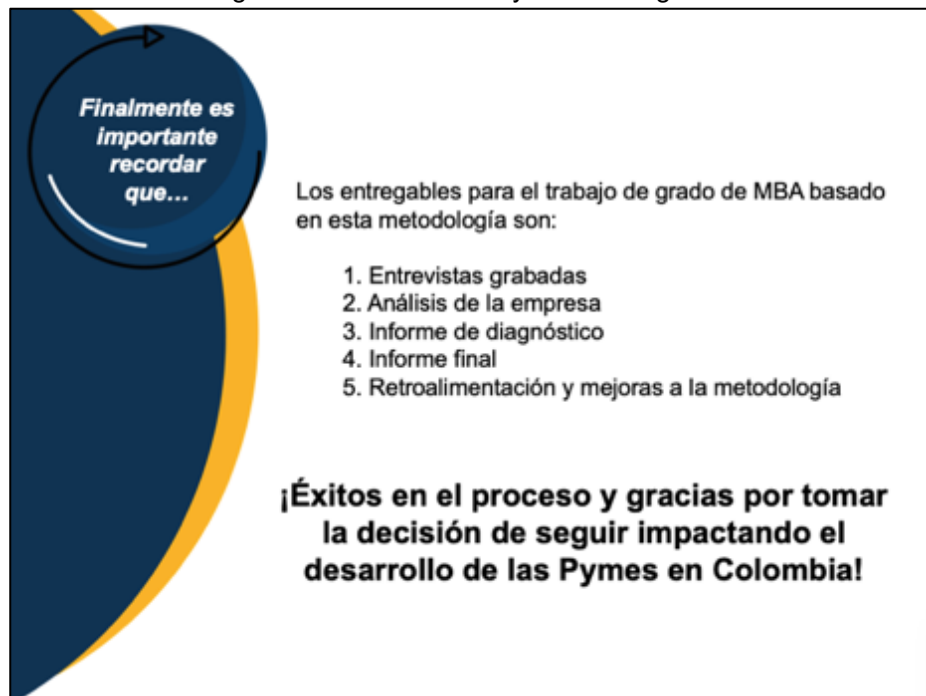 Finalmente es
importante
recordar
que...
Los entregables para el trabajo de grado de MBA basado
en esta metodología son:
1. Entrevistas grabadas
2. Análisis de la empresa
3. Informe de diagnóstico
4. Informe final
5. Retroalimentación y mejoras a la metodología
¡Éxitos en el proceso y gracias por tomar
la decisión de seguir impactando el
desarrollo de las Pymes en Colombia!